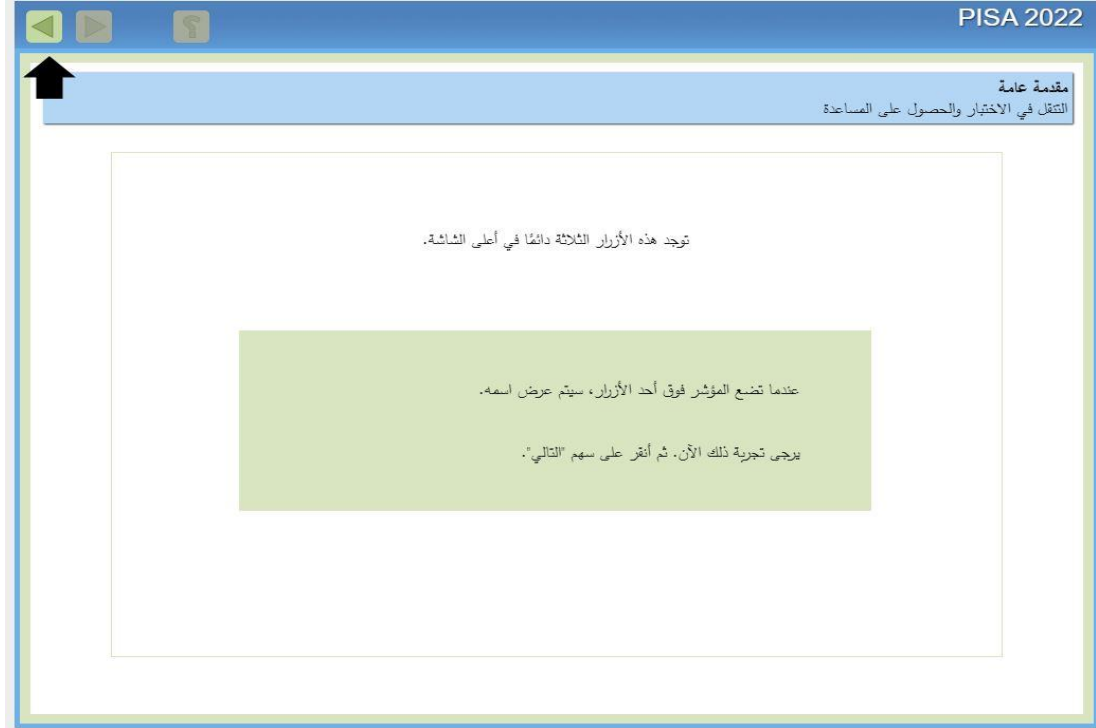 PISA 2022
؟
مقدمة عامة
التنقل في الاختبار والحصول على المساعدة
توجد هذه الأزرار الثلاثة دائمًا في أعلى الشاشة.
عندما تضع المؤشر فوق أحد الأزرار، سيتم عرض اسمه.
يرجى تجربة ذلك الآن. ثم أنقر على سهم "التالي".